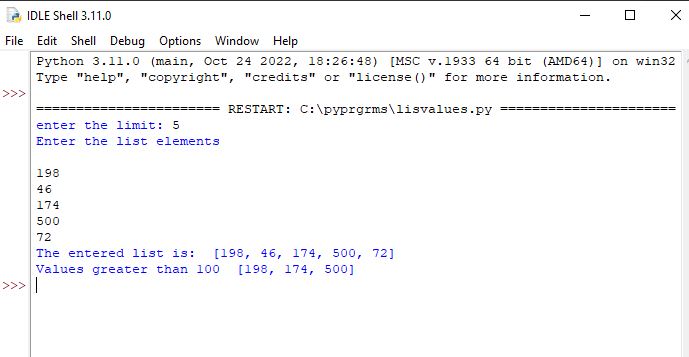 IDLE Shell 3.11.0
File Edit Shell Debug Options Window Help
Python 3.11.0 (main, Oct 24 2022, 18:26:48) [MSC v.1933 64 bit (AMD64)] on win32
Type "help", "copyright", "credits" or "license()" for more information.
>>>
======================= RESTART: C:\pyprgrms\lisvalues.py ======================
enter the limit: 5
Enter the list elements
198
46
174
500
72
The entered list is:  [198, 46, 174, 500, 72]
Values greater than 100  [198, 174, 500]
>>>